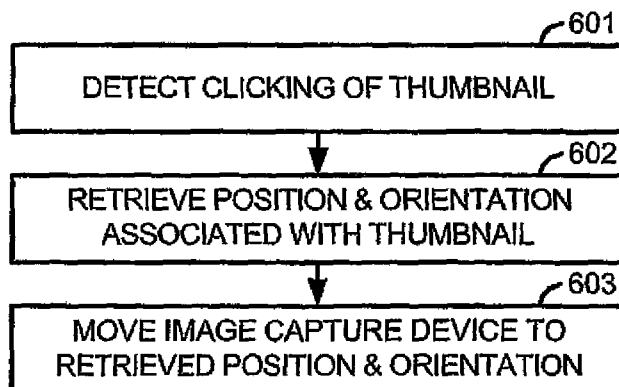 601
DETECT CLICKING OF THUMBNAIL
602
RETRIEVE POSITION & ORIENTATION
ASSOCIATED WITH THUMBNAIL
603
MOVE IMAGE CAPTURE DEVICE TO
RETRIEVED POSITION & ORIENTATION